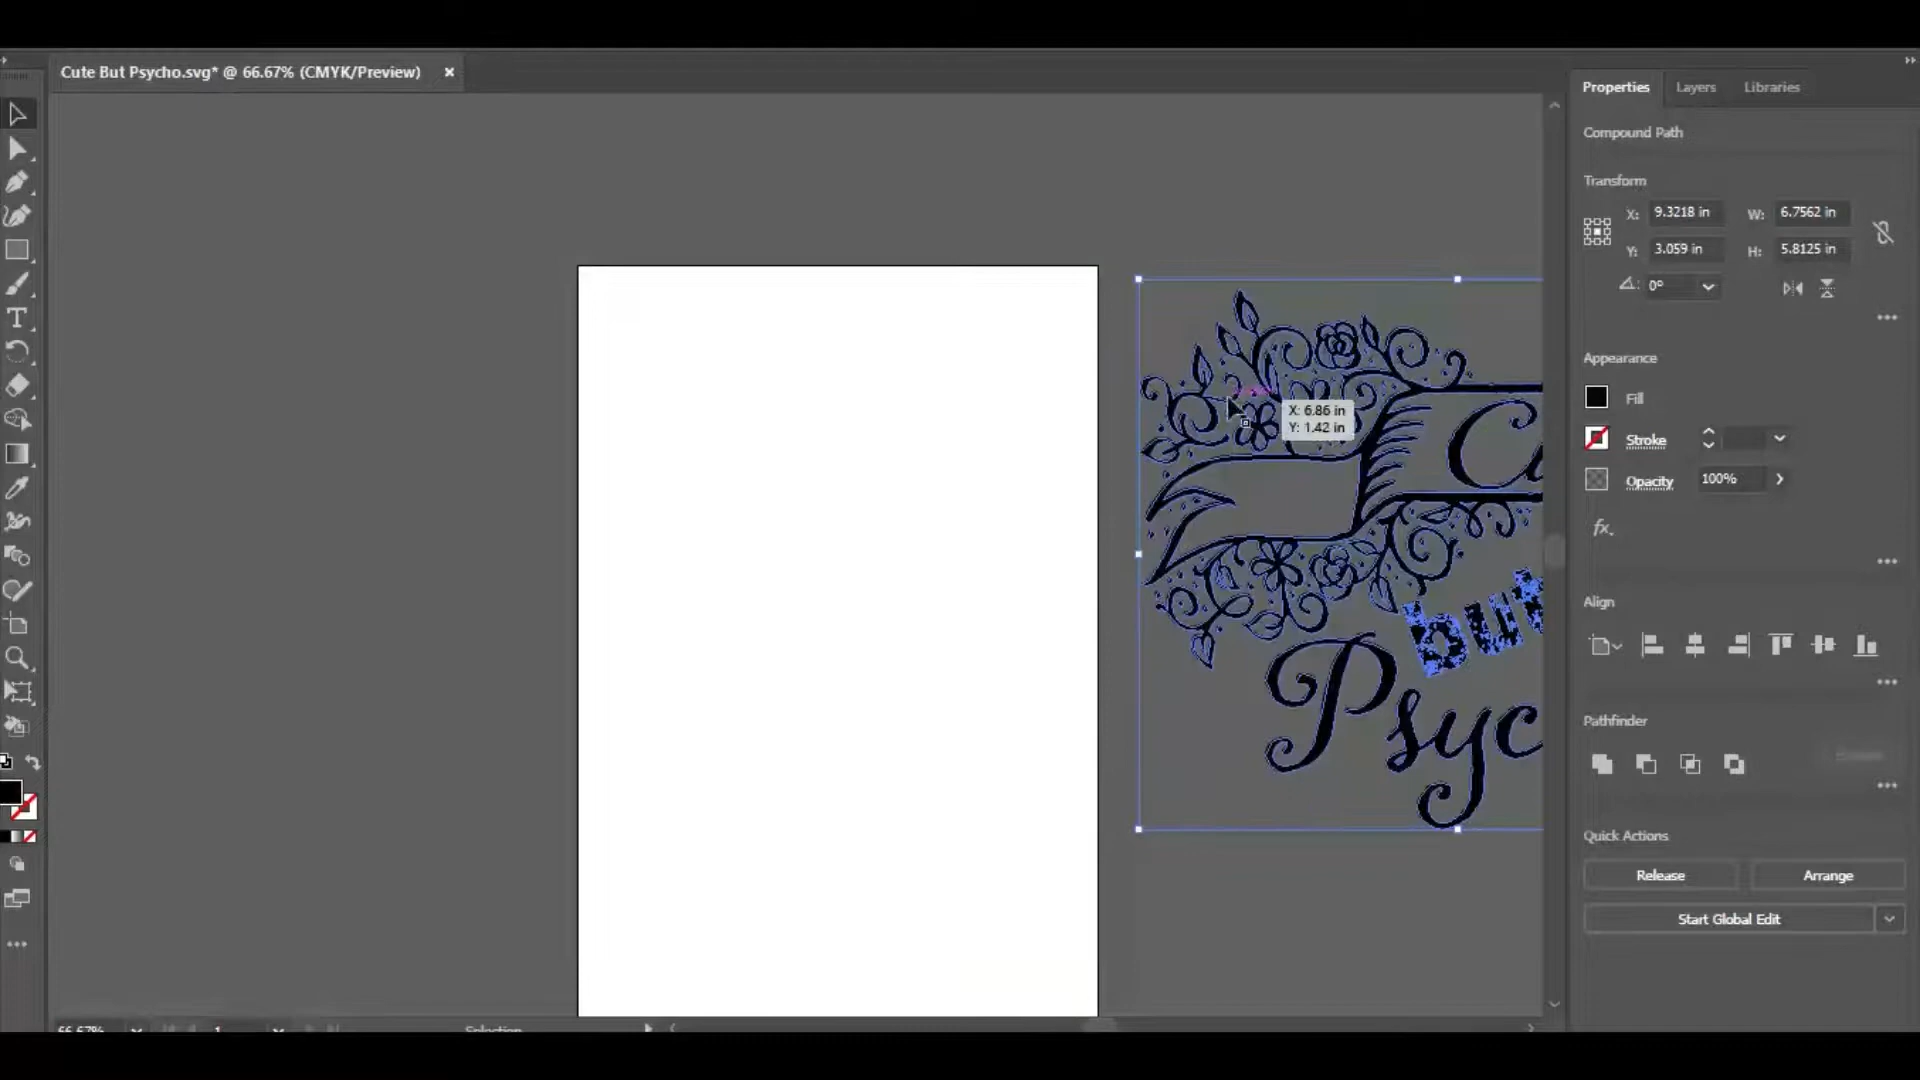 Cute But Psycho.svg* @ 66.67% (CMYK/Preview) ×
Properties Layers Libraries
Compound Path
Transform
X: 9.3218 in W: 6.7562 in
Y: 3.059 in H: 5.8125 in
0°
Appearance
Fill
Stroke
Opacity 100%
fx.
X: 6.86 in
Y: 1.42 in
C
but
Psyc
Align
Pathfinder
Quick Actions
Release Arrange
Start Global Edit
66.67% 1 Selection